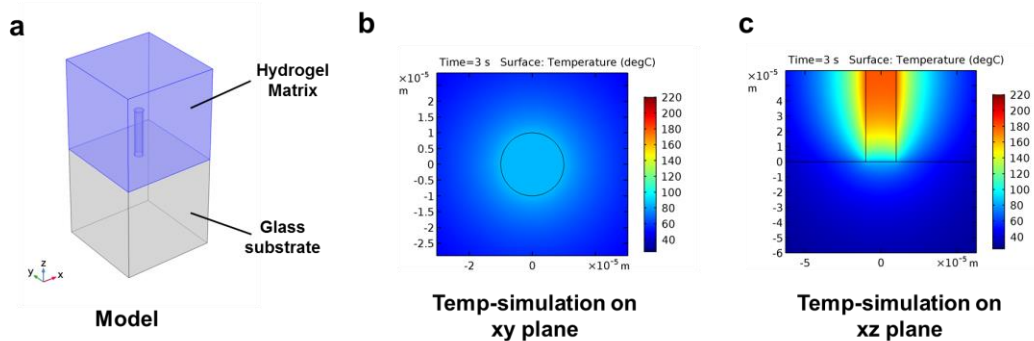 a
Hydrogel
Matrix
Glass
substrate
z
y
x
Model
b
Time=3 s Surface: Temperature (degC)
×10⁻⁵
m
2.5
2
1.5
1
0.5
0
-0.5
-1
-1.5
-2
-2.5
-2
0
×10⁻⁵ m
220
200
180
160
140
120
100
80
60
40
Temp-simulation on
xy plane
c
Time=3 s Surface: Temperature (degC)
×10⁻⁵
m
5
4
3
2
1
0
-1
-2
-3
-4
-5
-6
-5
0
×10⁻⁵ m
220
200
180
160
140
120
100
80
60
40
Temp-simulation on
xz plane